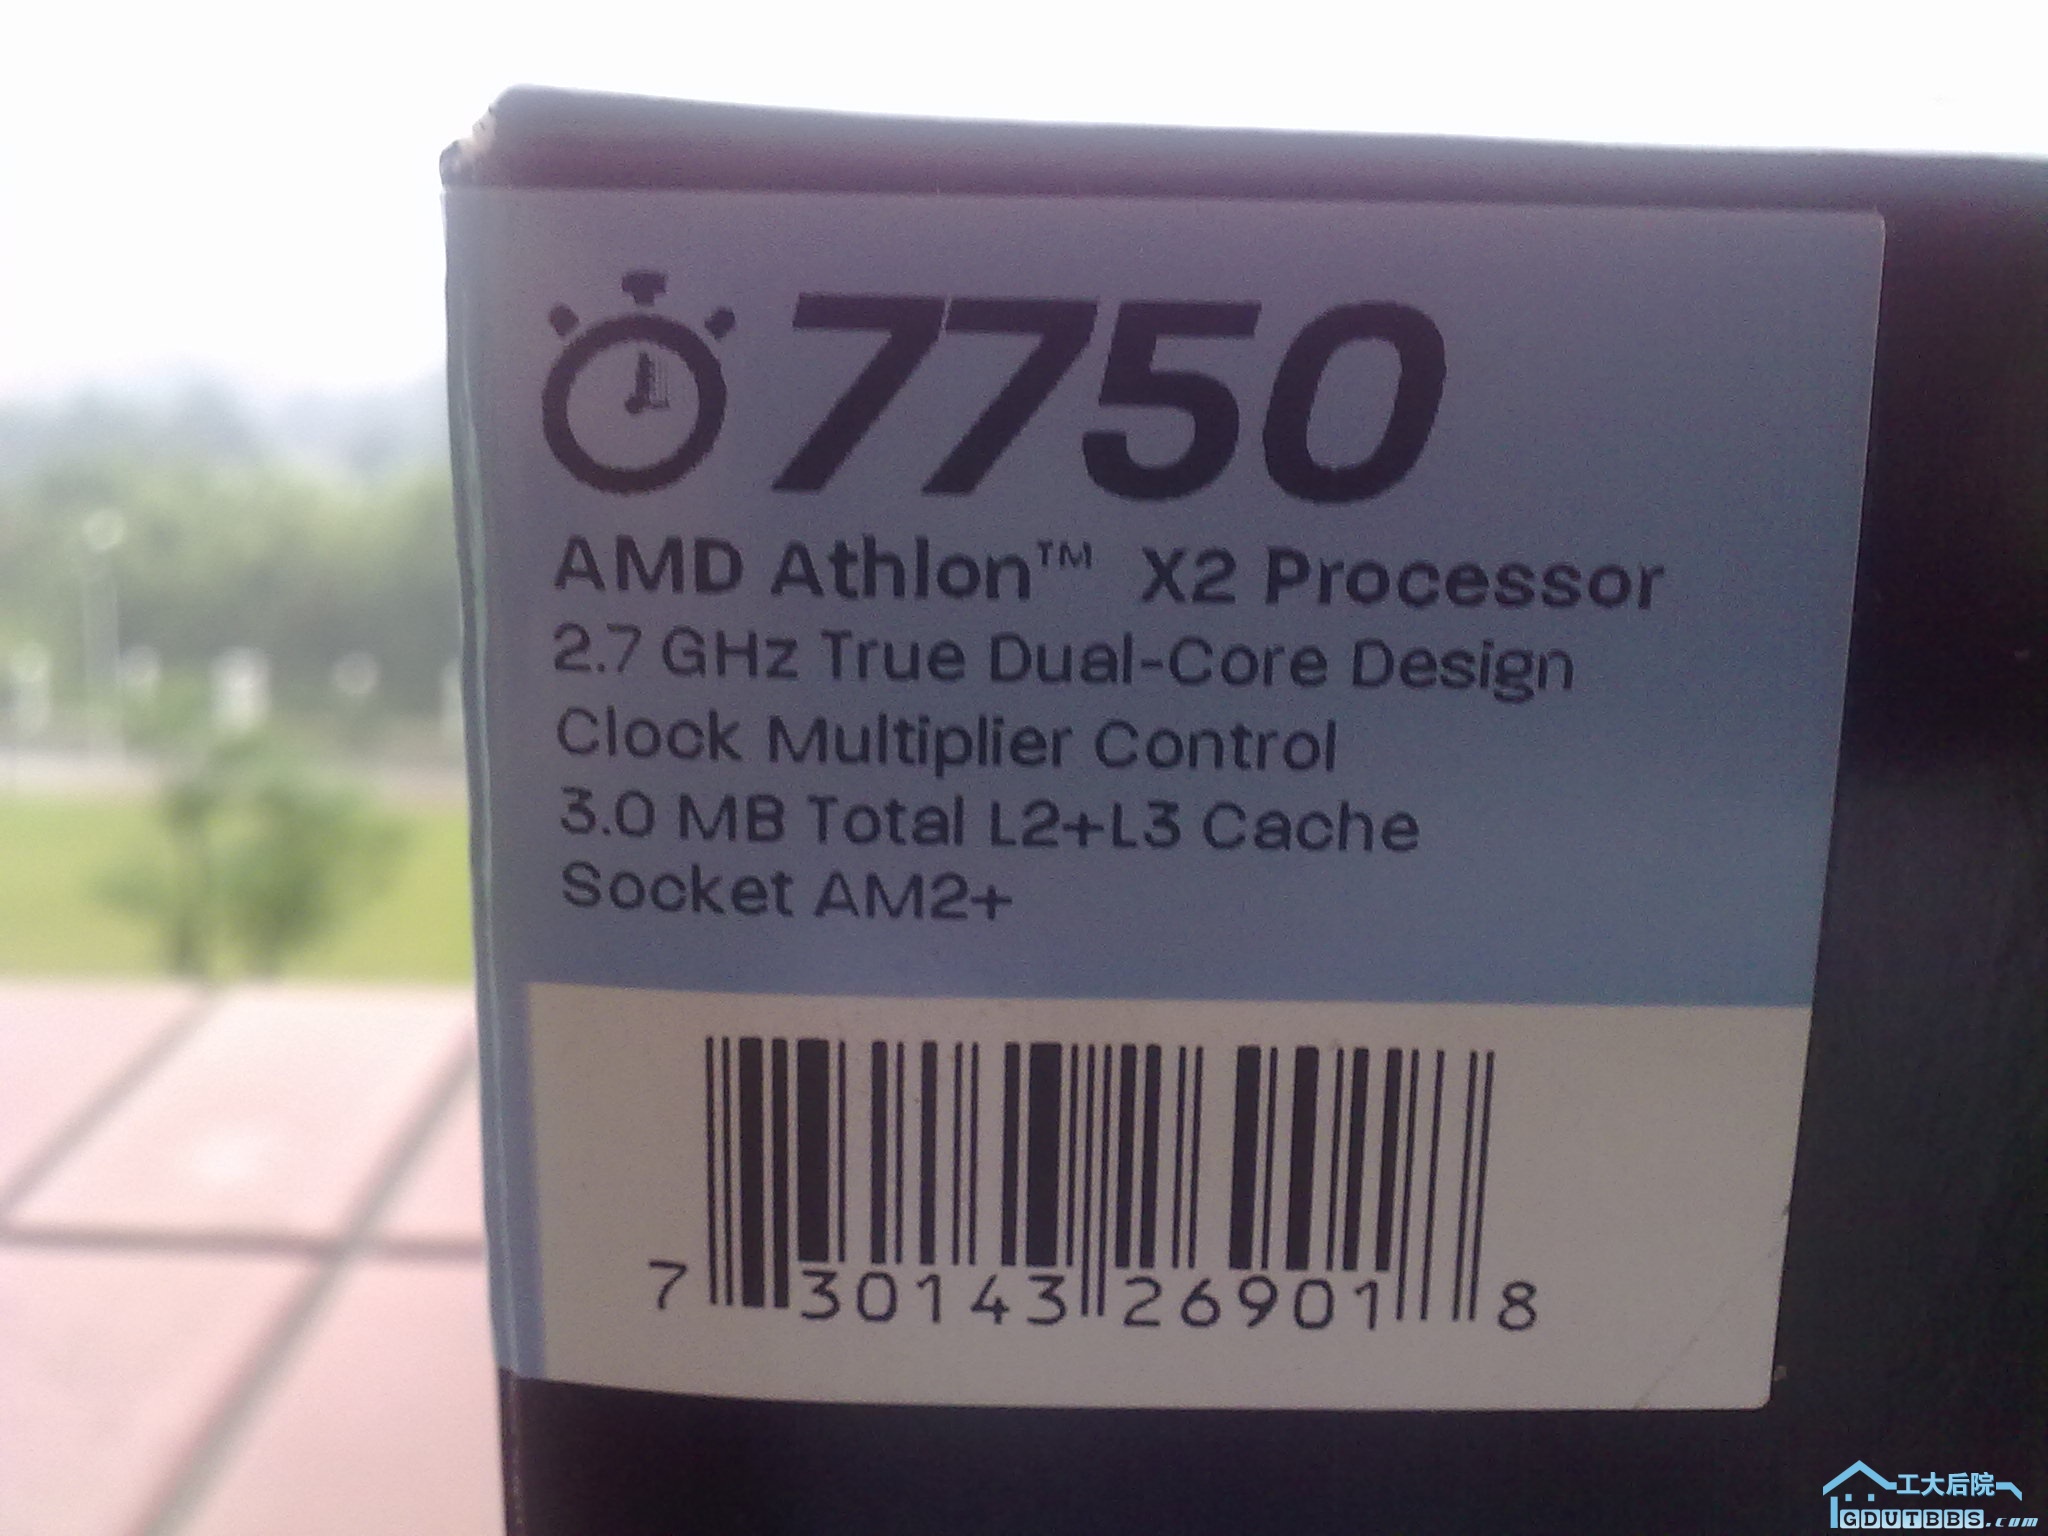 7750
AMD Athlon™ X2 Processor
2.7 GHz True Dual-Core Design
Clock Multiplier Control
3.0 MB Total L2+L3 Cache
Socket AM2+
7 30143 26901 8
工大后院
GDUTBBS.com